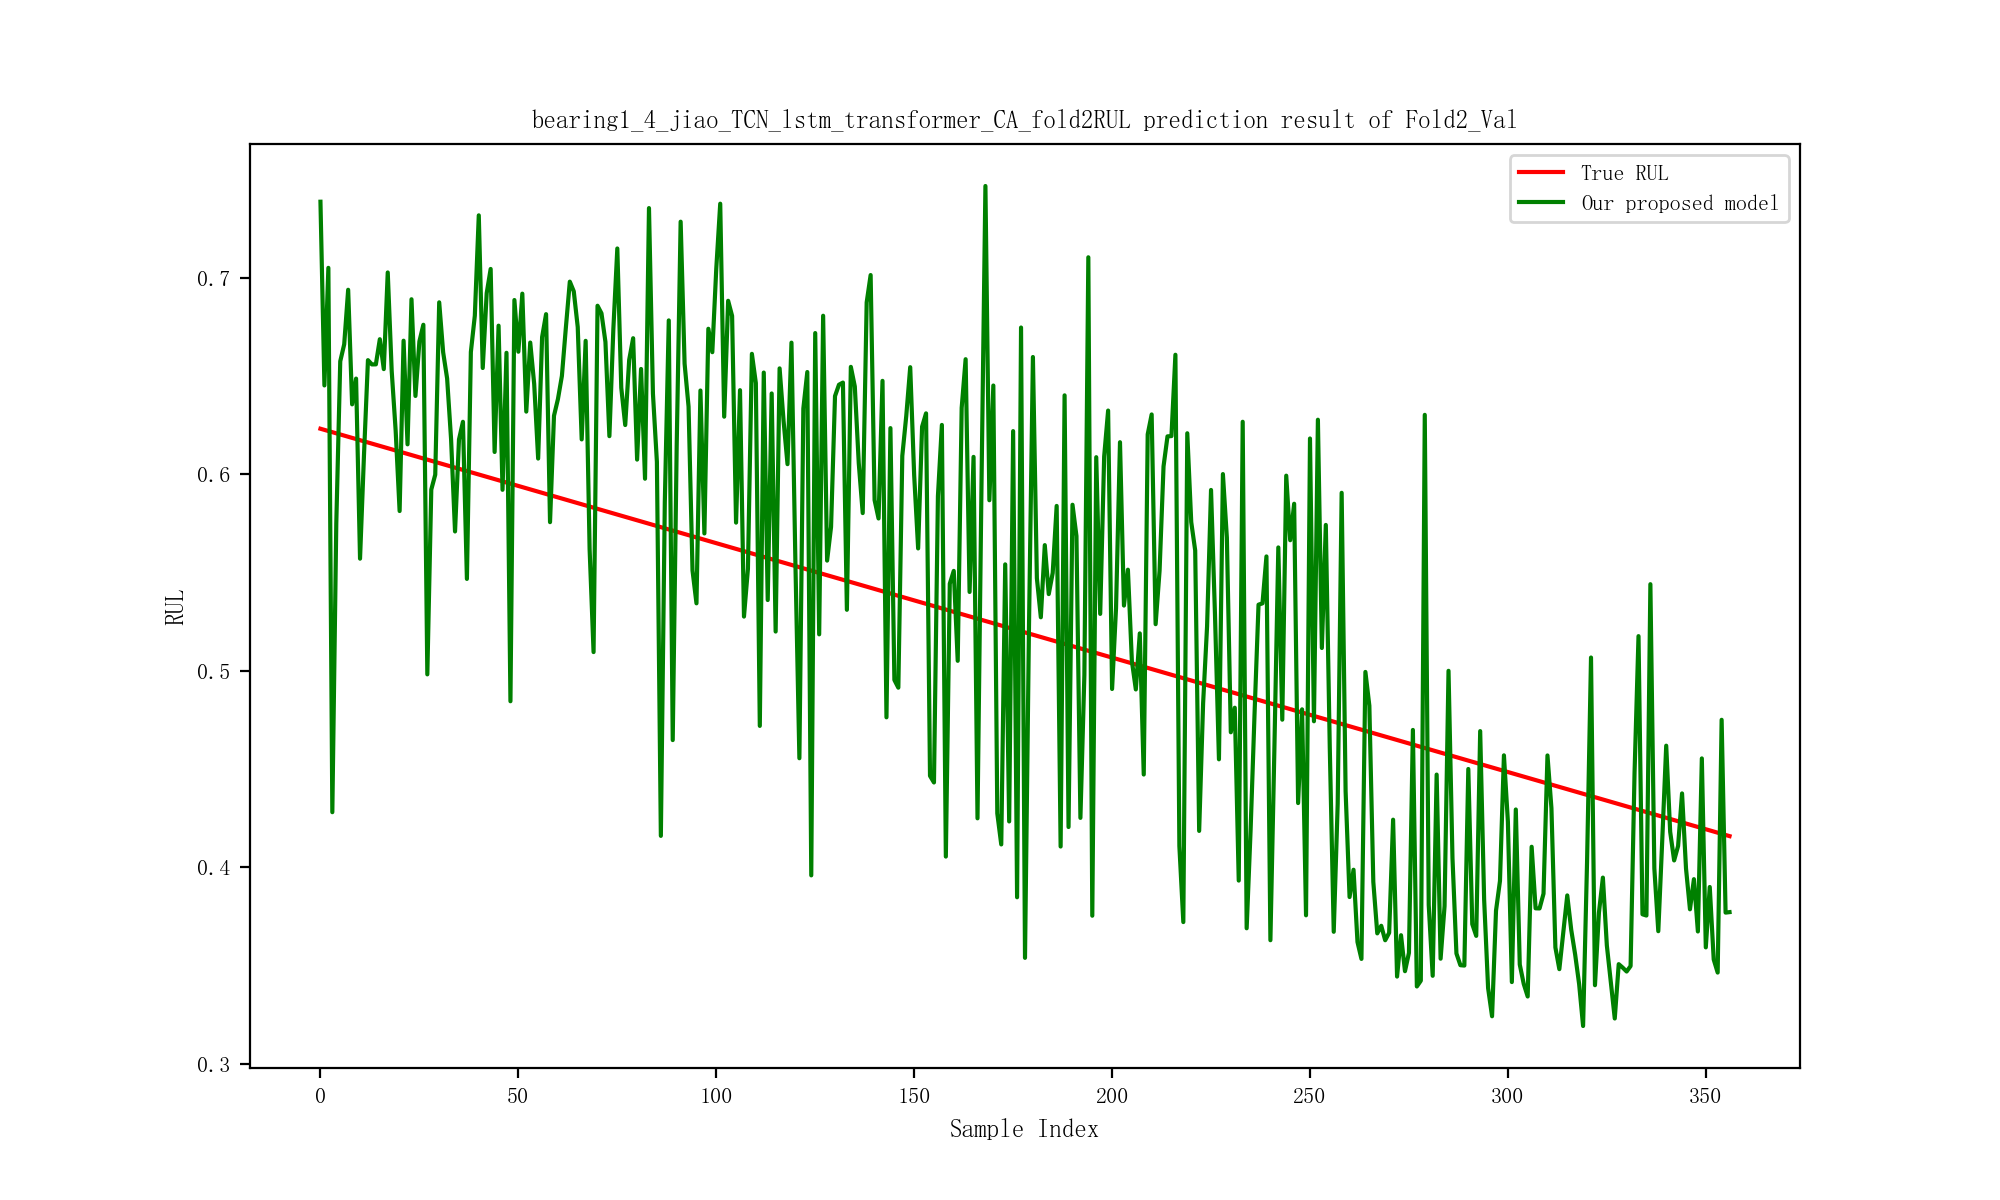 bearing1_4_jiao_TCN_lstm_transformer_CA_fold2RUL prediction result of Fold2_Val
True RUL
Our proposed model
0.7
0.6
0.5
0.4
0.3
RUL
0 50 100 150 200 250 300 350
Sample Index